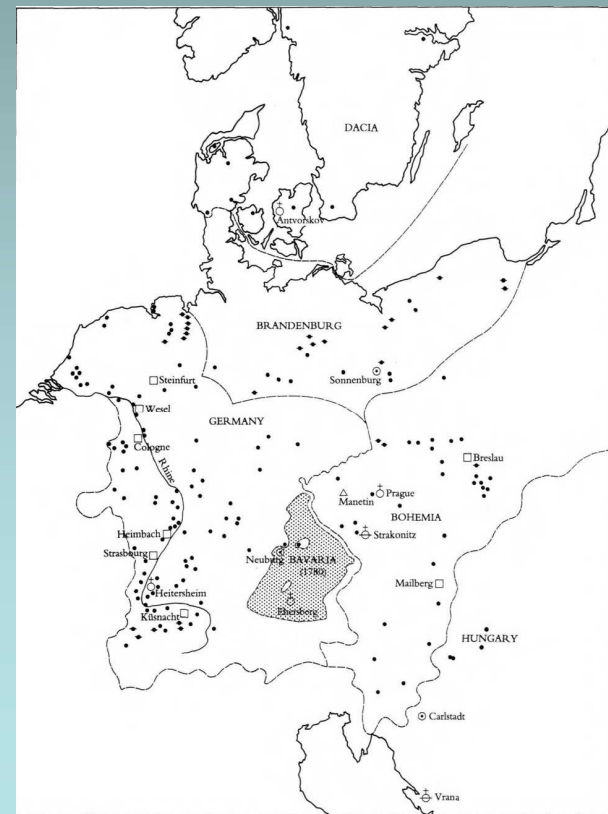 DACIA
Antvorskov
BRANDENBURG
Sonnenburg
Steinfurt
Wesel
GERMANY
Cologne
Rhine
Breslau
Manetin
Prague
BOHEMIA
Heimbach
Strakonitz
Strasbourg
Neuburg
BAVARIA
(1780)
Heitersheim
Mailberg
Ebersberg
Küsnacht
HUNGARY
Carlstadt
Vrana